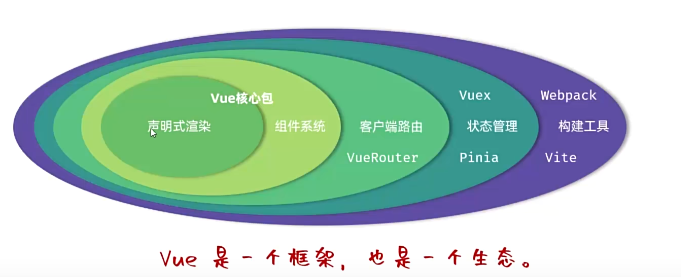 Vue核心包
声明式渲染
组件系统
客户端路由
VueRouter
Vuex
状态管理
Pinia
Webpack
构建工具
Vite
Vue 是一个框架，也是一个生态。